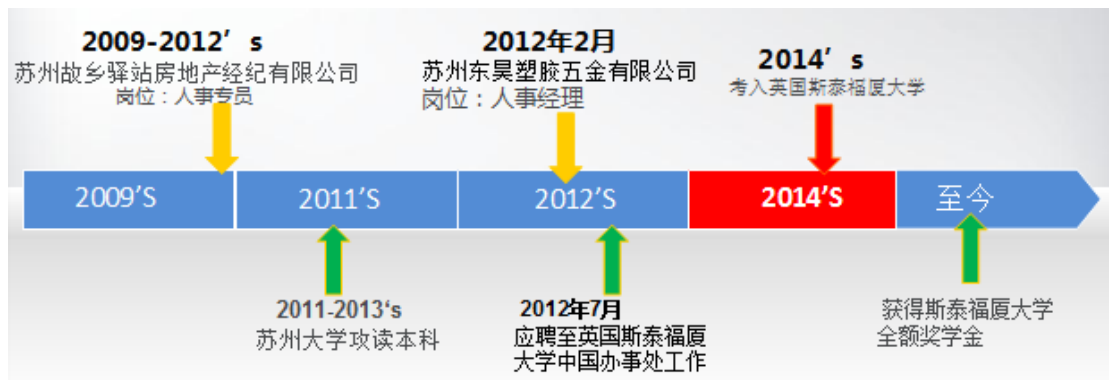 2009-2012’s
苏州故乡驿站房地产经纪有限公司
岗位：人事专员
2012年2月
苏州东昊塑胶五金有限公司
岗位：人事经理
2014’s
考入英国斯泰福厦大学
2009’S
2011’S
2012’S
2014’S
至今
2011-2013‘s
苏州大学攻读本科
2012年7月
应聘至英国斯泰福厦
大学中国办事处工作
获得斯泰福厦大学
全额奖学金